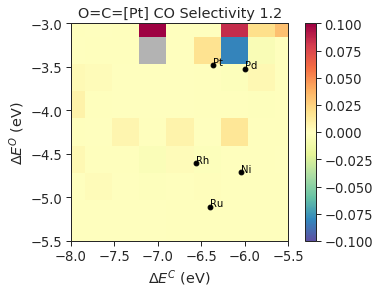 O=C=[Pt] CO Selectivity 1.2
−3.0
−3.5
−4.0
−4.5
−5.0
−5.5
ΔE^O (eV)
−8.0 −7.5 −7.0 −6.5 −6.0 −5.5
ΔE^C (eV)
Pt
Pd
Rh
Ni
Ru
0.100
0.075
0.050
0.025
0.000
−0.025
−0.050
−0.075
−0.100